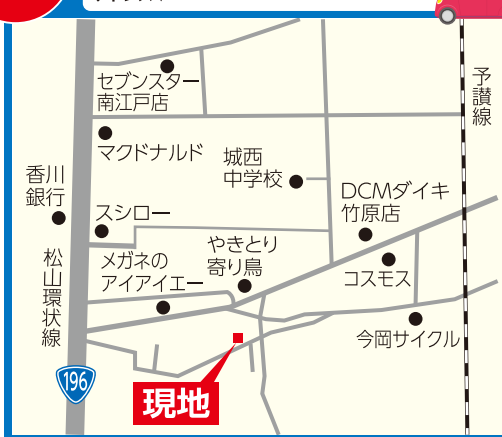 セブンスター
南江戸店
マクドナルド
城西
中学校
予讃線
香川
銀行
スシロー
DCMダイキ
竹原店
やきとり
寄り鳥
メガネの
アイアイエー
コスモス
松山環状線
今岡サイクル
196
現地